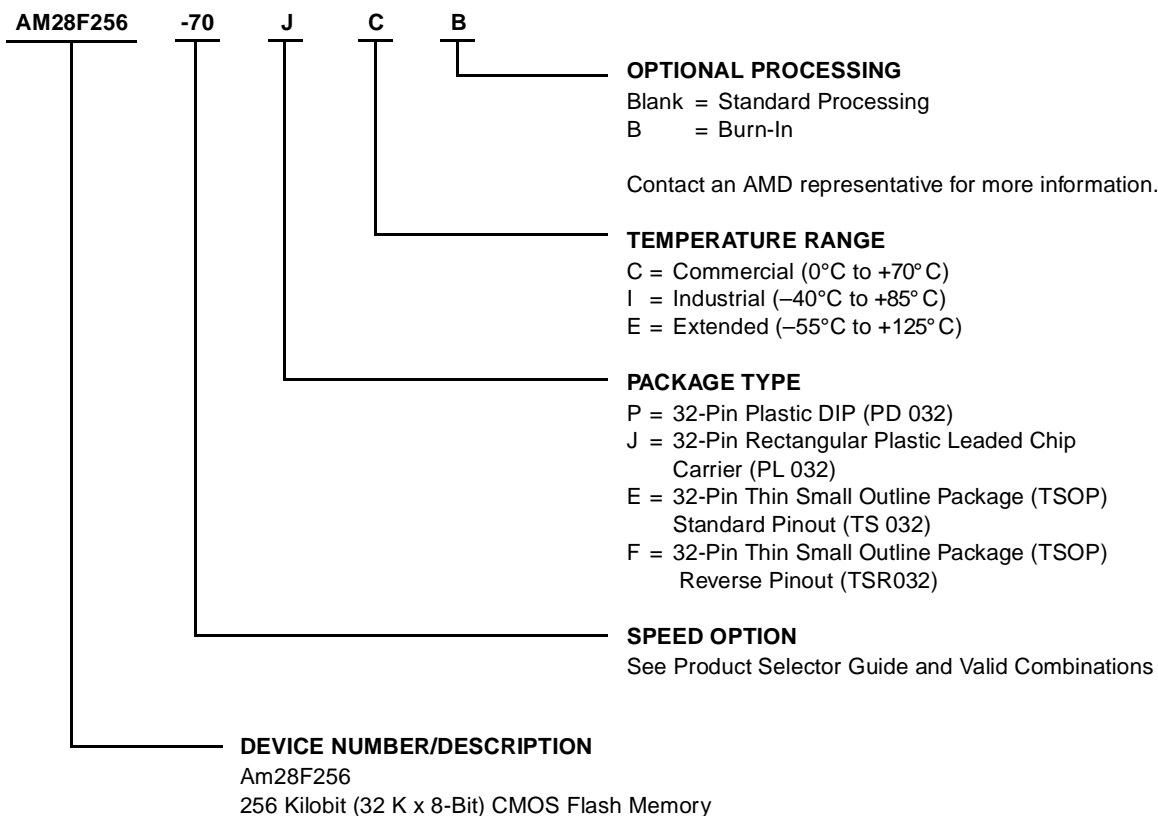 AM28F256 -70 J C B
OPTIONAL PROCESSING
Blank = Standard Processing
B = Burn-In
Contact an AMD representative for more information.
TEMPERATURE RANGE
C = Commercial (0°C to +70°C)
I = Industrial (–40°C to +85°C)
E = Extended (–55°C to +125°C)
PACKAGE TYPE
P = 32-Pin Plastic DIP (PD 032)
J = 32-Pin Rectangular Plastic Leaded Chip
Carrier (PL 032)
E = 32-Pin Thin Small Outline Package (TSOP)
Standard Pinout (TS 032)
F = 32-Pin Thin Small Outline Package (TSOP)
Reverse Pinout (TSR032)
SPEED OPTION
See Product Selector Guide and Valid Combinations
DEVICE NUMBER/DESCRIPTION
Am28F256
256 Kilobit (32 K x 8-Bit) CMOS Flash Memory